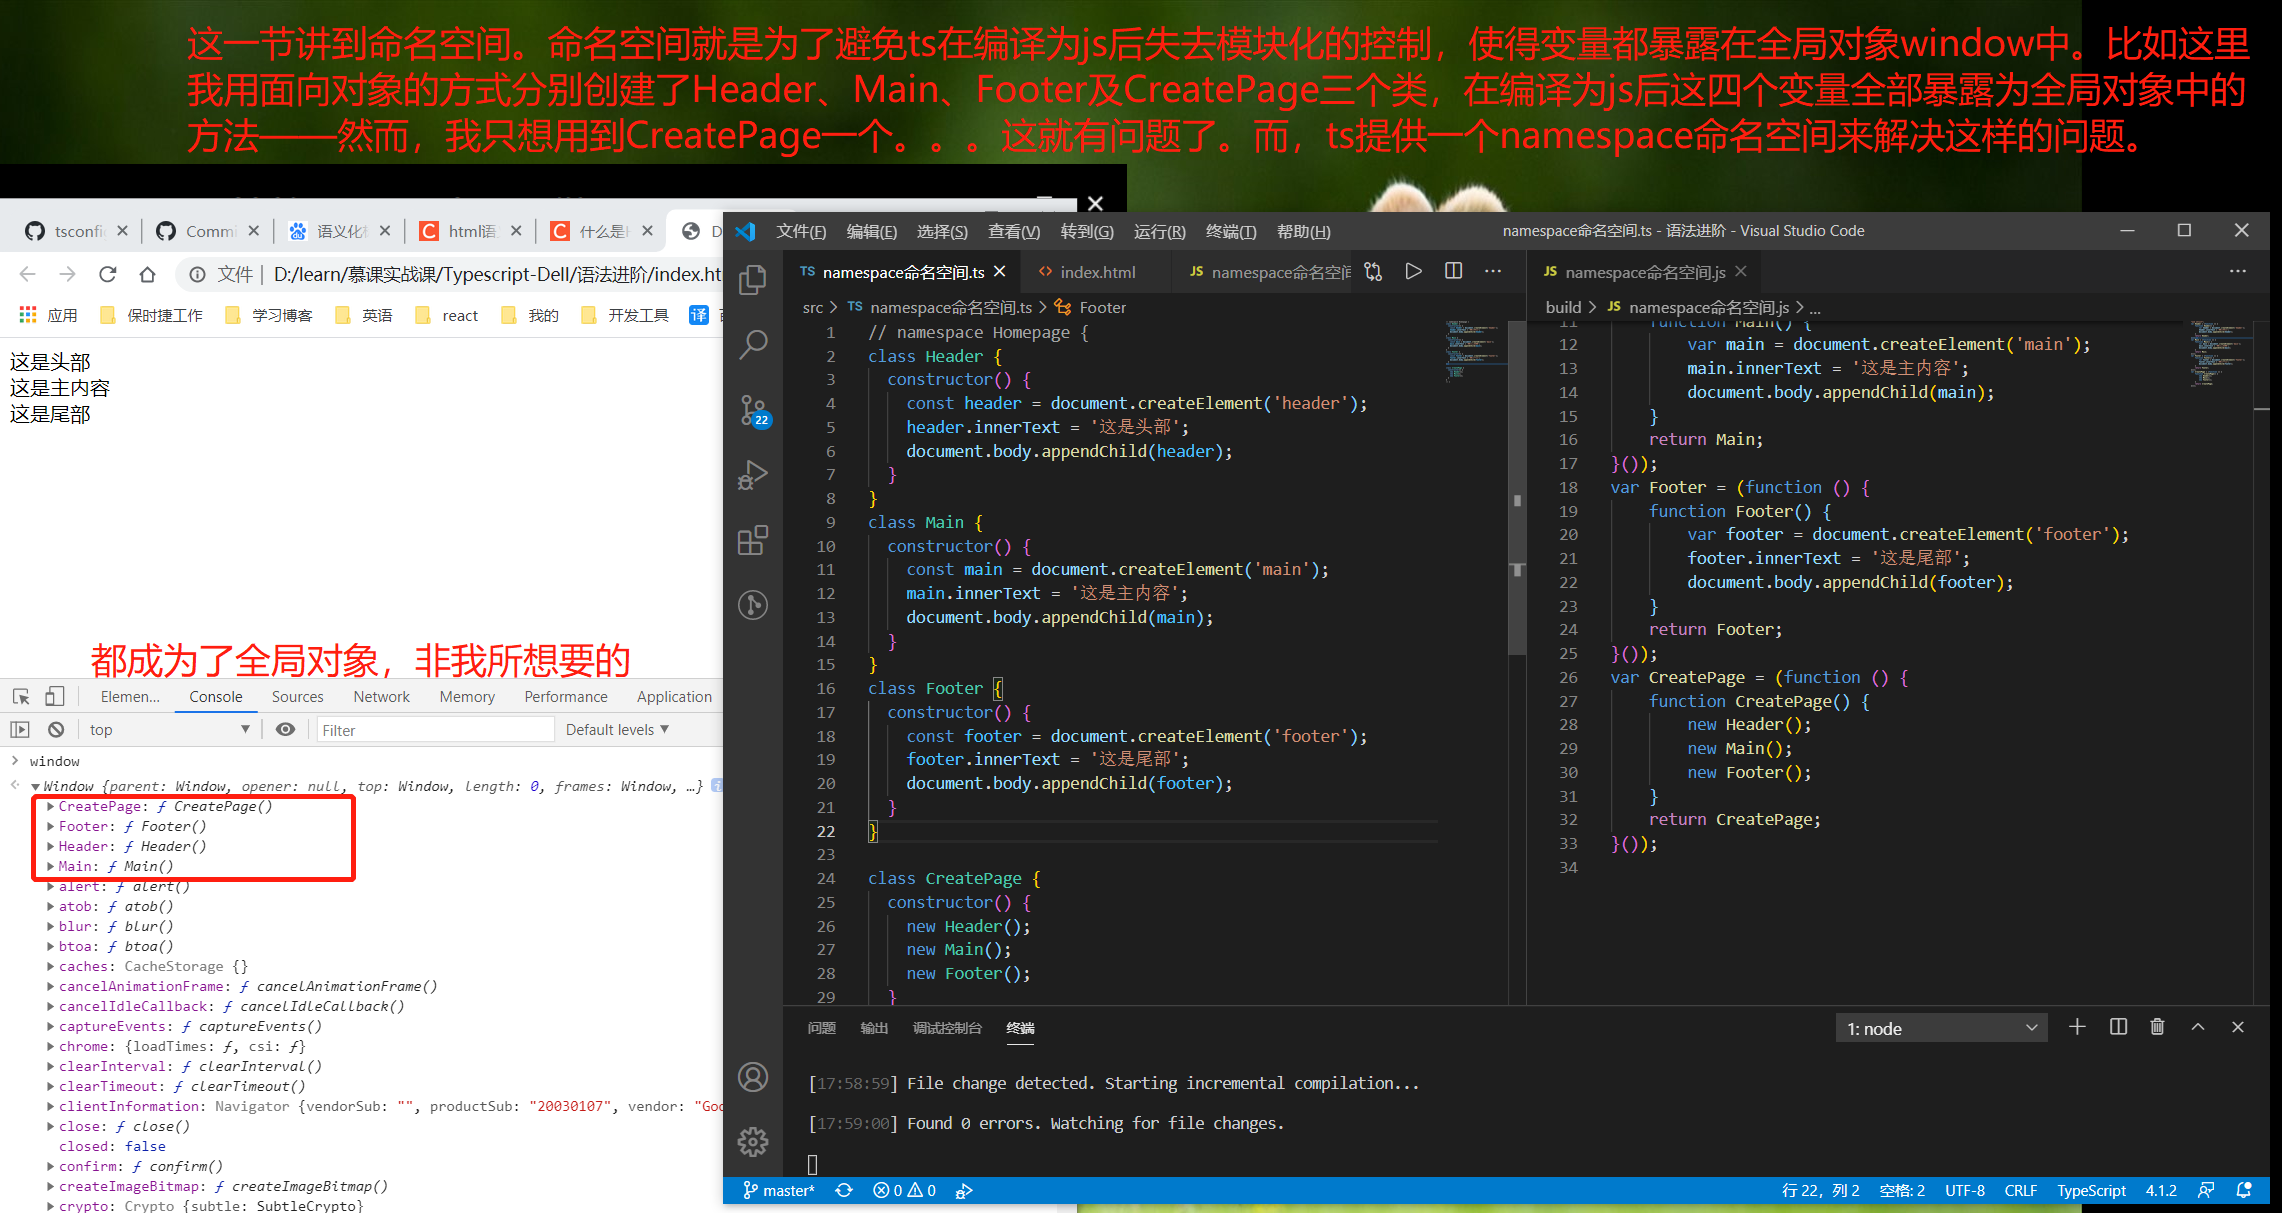 这一节讲到命名空间。命名空间就是为了避免ts在编译为js后失去模块化的控制，使得变量都暴露在全局对象window中。比如这里
我用面向对象的方式分别创建了Header、Main、Footer及CreatePage三个类，在编译为js后这四个变量全部暴露为全局对象中的
方法——然而，我只想用到CreatePage一个。。。这就有问题了。而，ts提供一个namespace命名空间来解决这样的问题。
tsconfi
Commi
语义化
html语
什么是
D
文件 | D:/learn/慕课实战课/Typescript-Dell/语法进阶/index.ht
应用 保时捷工作 学习博客 英语 react 我的 开发工具 译
这是头部
这是主内容
这是尾部
都成为了全局对象，非我所想要的
Elemen... Console Sources Network Memory Performance Application
top Filter Default levels
window
Window {parent: Window, opener: null, top: Window, length: 0, frames: Window, …}
CreatePage: ƒ CreatePage()
Footer: ƒ Footer()
Header: ƒ Header()
Main: ƒ Main()
alert: ƒ alert()
atob: ƒ atob()
blur: ƒ blur()
btoa: ƒ btoa()
caches: CacheStorage {}
cancelAnimationFrame: ƒ cancelAnimationFrame()
cancelIdleCallback: ƒ cancelIdleCallback()
captureEvents: ƒ captureEvents()
chrome: {loadTimes: ƒ, csi: ƒ}
clearInterval: ƒ clearInterval()
clearTimeout: ƒ clearTimeout()
clientInformation: Navigator {vendorSub: "", productSub: "20030107", vendor: "Goo
close: ƒ close()
closed: false
confirm: ƒ confirm()
createImageBitmap: ƒ createImageBitmap()
crypto: Crypto {subtle: SubtleCrypto}
文件(F) 编辑(E) 选择(S) 查看(V) 转到(G) 运行(R) 终端(T) 帮助(H)
namespace命名空间.ts - 语法进阶 - Visual Studio Code
TS namespace命名空间.ts
index.html
JS namespace命名空间
src > TS namespace命名空间.ts > Footer
22
1 // namespace Homepage {
2 class Header {
3 constructor() {
4 const header = document.createElement('header');
5 header.innerText = '这是头部';
6 document.body.appendChild(header);
7 }
8 }
9 class Main {
10 constructor() {
11 const main = document.createElement('main');
12 main.innerText = '这是主内容';
13 document.body.appendChild(main);
14 }
15 }
16 class Footer {
17 constructor() {
18 const footer = document.createElement('footer');
19 footer.innerText = '这是尾部';
20 document.body.appendChild(footer);
21 }
22 }
23
24 class CreatePage {
25 constructor() {
26 new Header();
27 new Main();
28 new Footer();
29 }
JS namespace命名空间.js
build > JS namespace命名空间.js > ...
11 function Main() {
12 var main = document.createElement('main');
13 main.innerText = '这是主内容';
14 document.body.appendChild(main);
15 }
16 return Main;
17 }());
18 var Footer = (function () {
19 function Footer() {
20 var footer = document.createElement('footer');
21 footer.innerText = '这是尾部';
22 document.body.appendChild(footer);
23 }
24 return Footer;
25 }());
26 var CreatePage = (function () {
27 function CreatePage() {
28 new Header();
29 new Main();
30 new Footer();
31 }
32 return CreatePage;
33 }());
34
问题 输出 调试控制台 终端
1: node
[17:58:59] File change detected. Starting incremental compilation...
[17:59:00] Found 0 errors. Watching for file changes.
master* 0 0
行 22，列 2 空格: 2 UTF-8 CRLF TypeScript 4.1.2